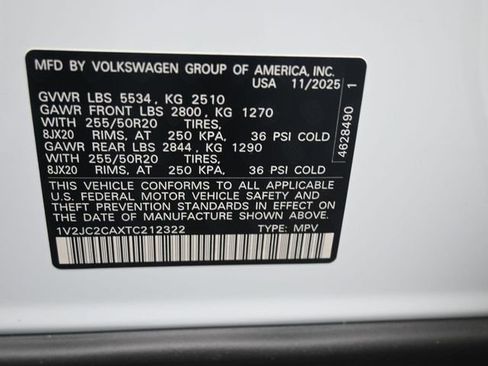 MFD BY VOLKSWAGEN GROUP OF AMERICA, INC.
USA 11/2025
GVWR LBS 5534, KG 2510
GAWR FRONT LBS 2800, KG 1270
WITH 255/50R20 TIRES,
8JX20 RIMS, AT 250 KPA, 36 PSI COLD
GAWR REAR LBS 2844, KG 1290
WITH 255/50R20 TIRES,
8JX20 RIMS, AT 250 KPA, 36 PSI COLD
THIS VEHICLE CONFORMS TO ALL APPLICABLE
U.S. FEDERAL MOTOR VEHICLE SAFETY AND
THEFT PREVENTION STANDARDS IN EFFECT ON
THE DATE OF MANUFACTURE SHOWN ABOVE.
1V2JC2CAXTC212322 TYPE: MPV
4628490 1